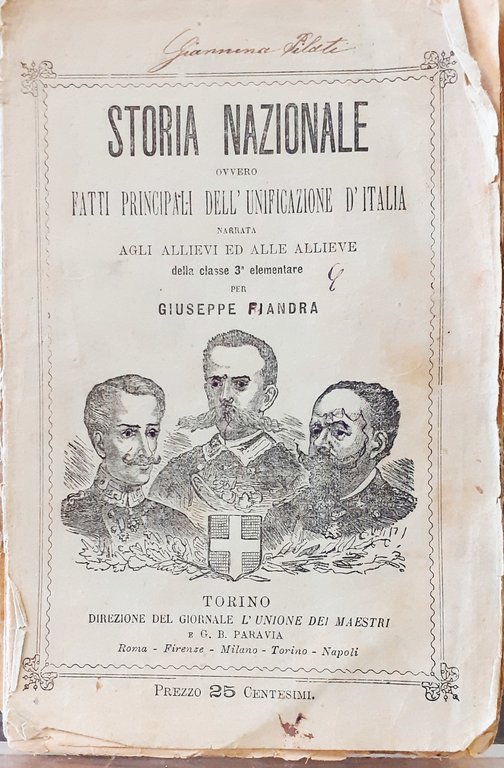 Giannina Pilati
STORIA NAZIONALE
OVVERO
FATTI PRINCIPALI DELL'UNIFICAZIONE D'ITALIA
NARRATA
AGLI ALLIEVI ED ALLE ALLIEVE
della classe 3ª elementare
PER
GIUSEPPE FIANDRA
TORINO
DIREZIONE DEL GIORNALE L'UNIONE DEI MAESTRI
E G. B. PARAVIA
Roma - Firenze - Milano - Torino - Napoli
PREZZO 25 CENTESIMI.